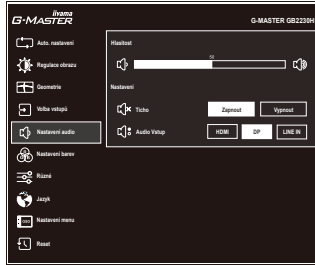 iiyama
G-MASTER
G-MASTER GB2230H
Auto. nastavení
Regulace obrazu
Geometrie
Volba vstupů
Nastavení audio
Nastavení barev
Různé
Jazyk
OSD
Nastavení menu
Reset
Hlasitost
50
Nastavení
Ticho
Zapnout
Vypnout
Audio Vstup
HDMI
DP
LINE IN